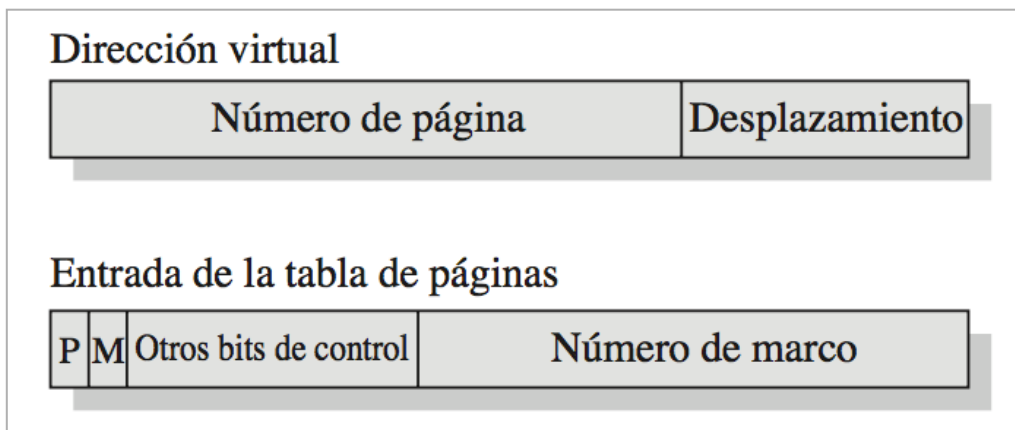 Dirección virtual
Número de página Desplazamiento
Entrada de la tabla de páginas
P M Otros bits de control Número de marco